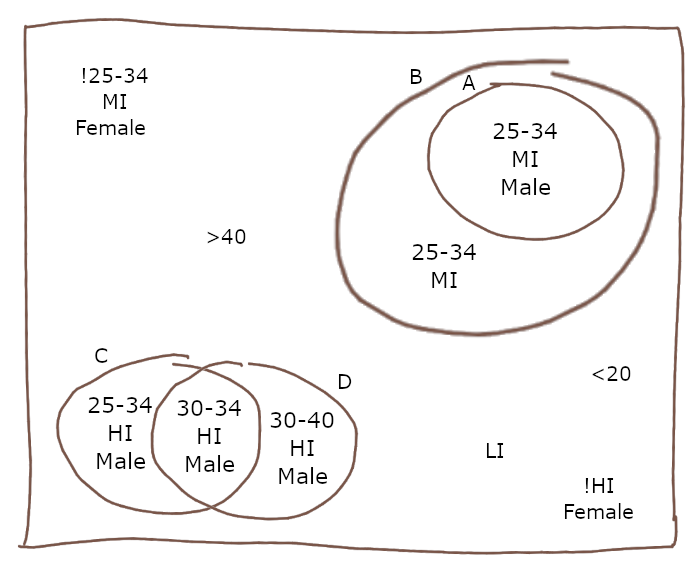 !25-34
MI
Female
B
A
25-34
MI
Male
>40
25-34
MI
C
D
25-34
HI
Male
30-34
HI
Male
30-40
HI
Male
<20
LI
!HI
Female